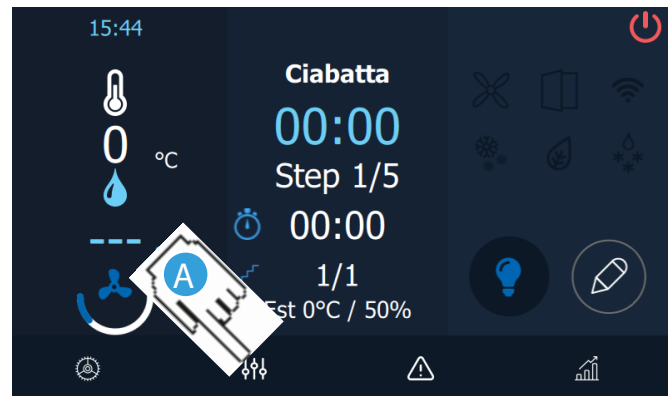 15:44
Ciabatta
00:00
0 °C
Step 1/5
---
00:00
A
1/1
Est 0°C / 50%